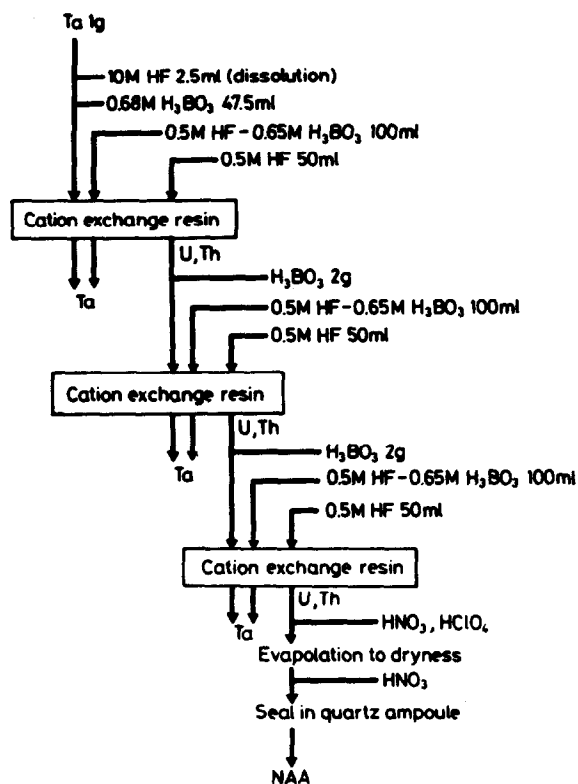 Ta 1g
10M HF 2.5ml (dissolution)
0.68M H₃BO₃ 47.5ml
0.5M HF-0.65M H₃BO₃ 100ml
0.5M HF 50ml
Cation exchange resin
U,Th
Ta
H₃BO₃ 2g
0.5M HF-0.65M H₃BO₃ 100ml
0.5M HF 50ml
Cation exchange resin
U,Th
Ta
H₃BO₃ 2g
0.5M HF-0.65M H₃BO₃ 100ml
0.5M HF 50ml
Cation exchange resin
U,Th
Ta
HNO₃, HClO₄
Evapolation to dryness
HNO₃
Seal in quartz ampoule
NAA